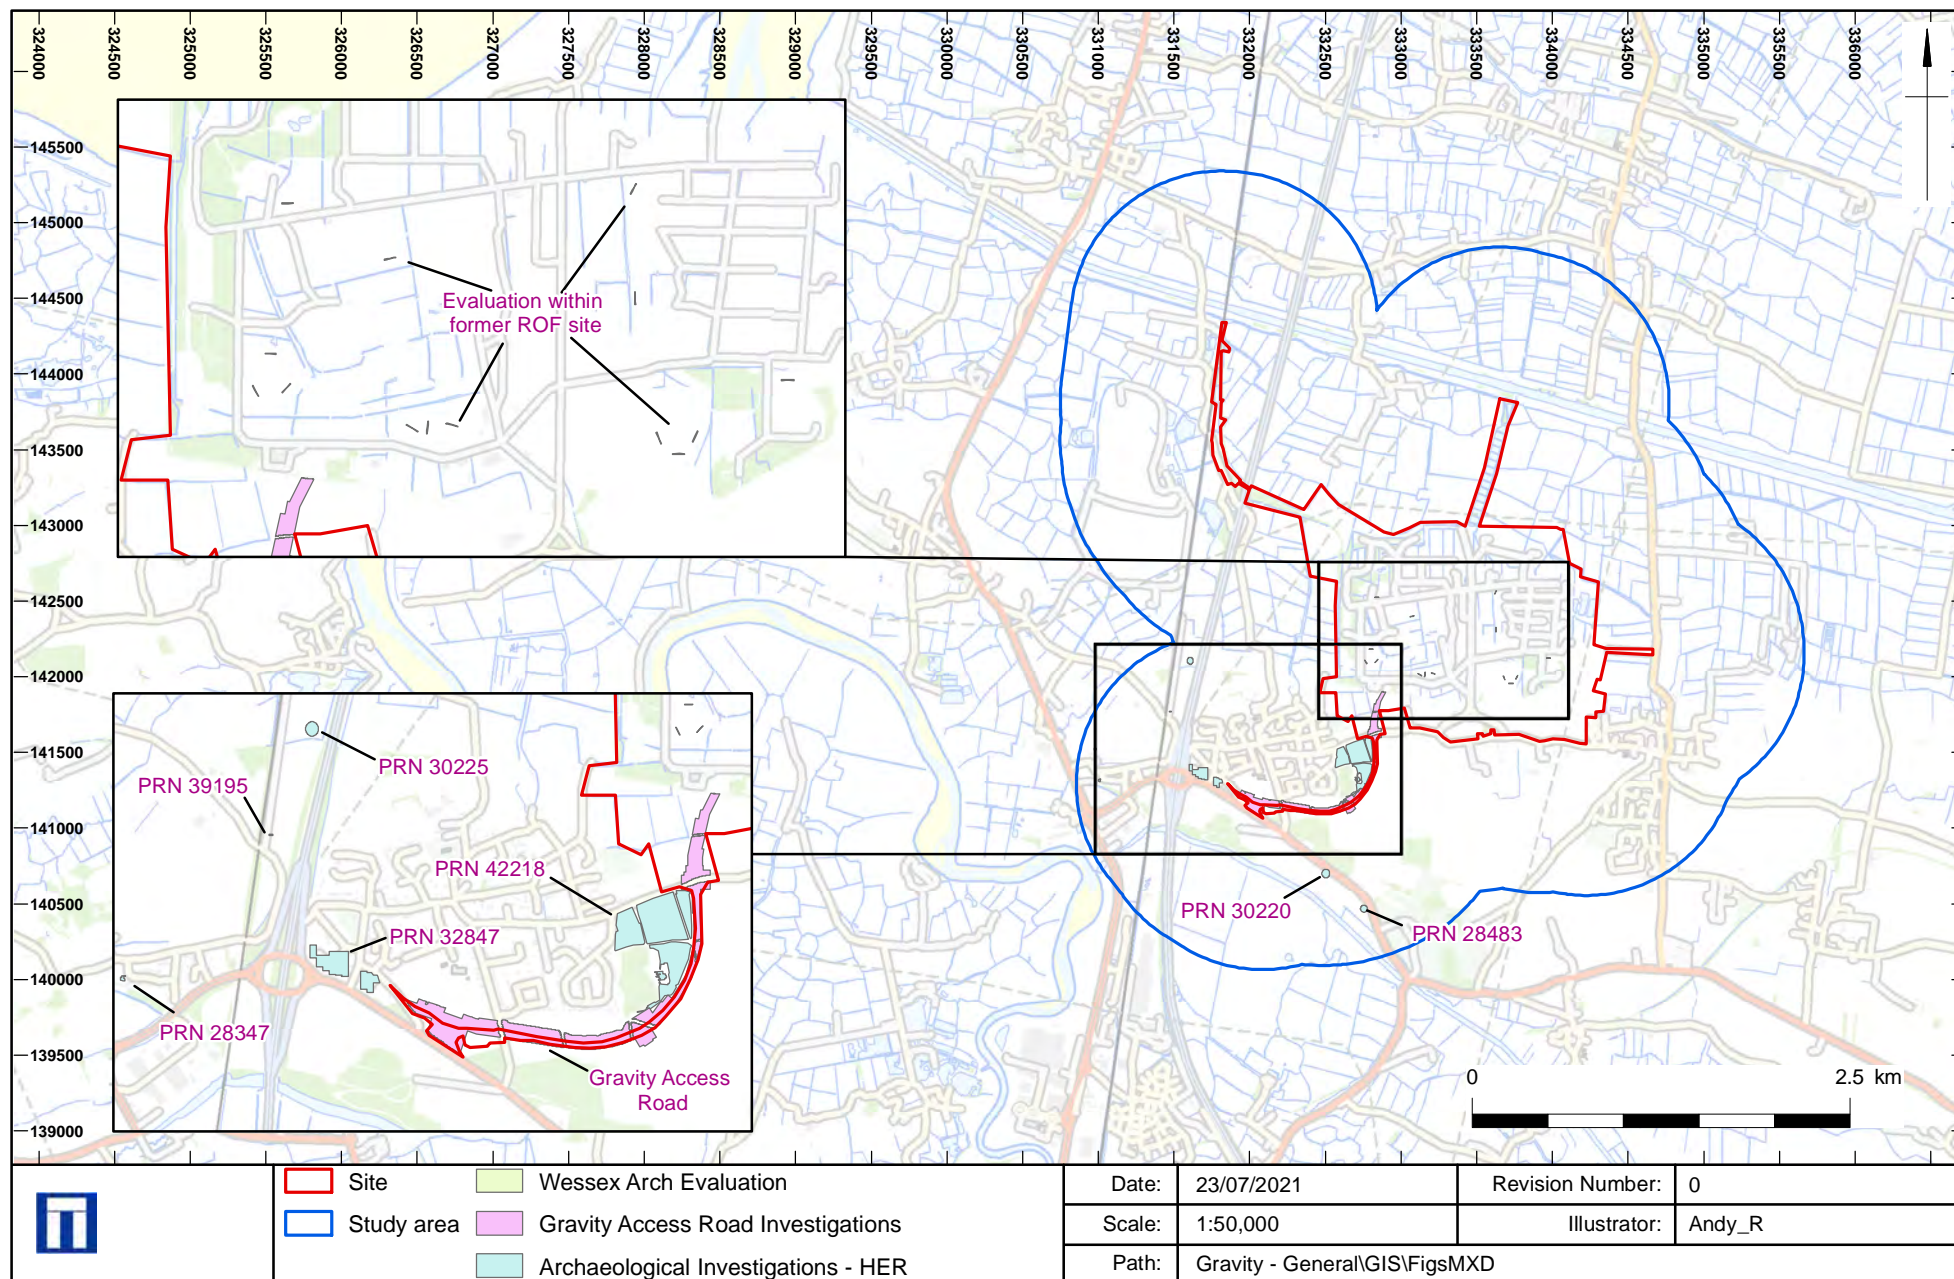 324000
324500
325000
325500
326000
326500
327000
327500
328000
328500
329000
329500
330000
330500
331000
331500
332000
332500
333000
333500
334000
334500
335000
335500
336000
145500
145000
144500
144000
143500
143000
142500
142000
141500
141000
140500
140000
139500
139000
Evaluation within
former ROF site
PRN 30225
PRN 39195
PRN 42218
PRN 32847
PRN 28347
Gravity Access
Road
PRN 30220
PRN 28483
0 2.5 km
Site
Study area
Wessex Arch Evaluation
Gravity Access Road Investigations
Archaeological Investigations - HER
Date: 23/07/2021 Revision Number: 0
Scale: 1:50,000 Illustrator: Andy_R
Path: Gravity - General\GIS\FigsMXD